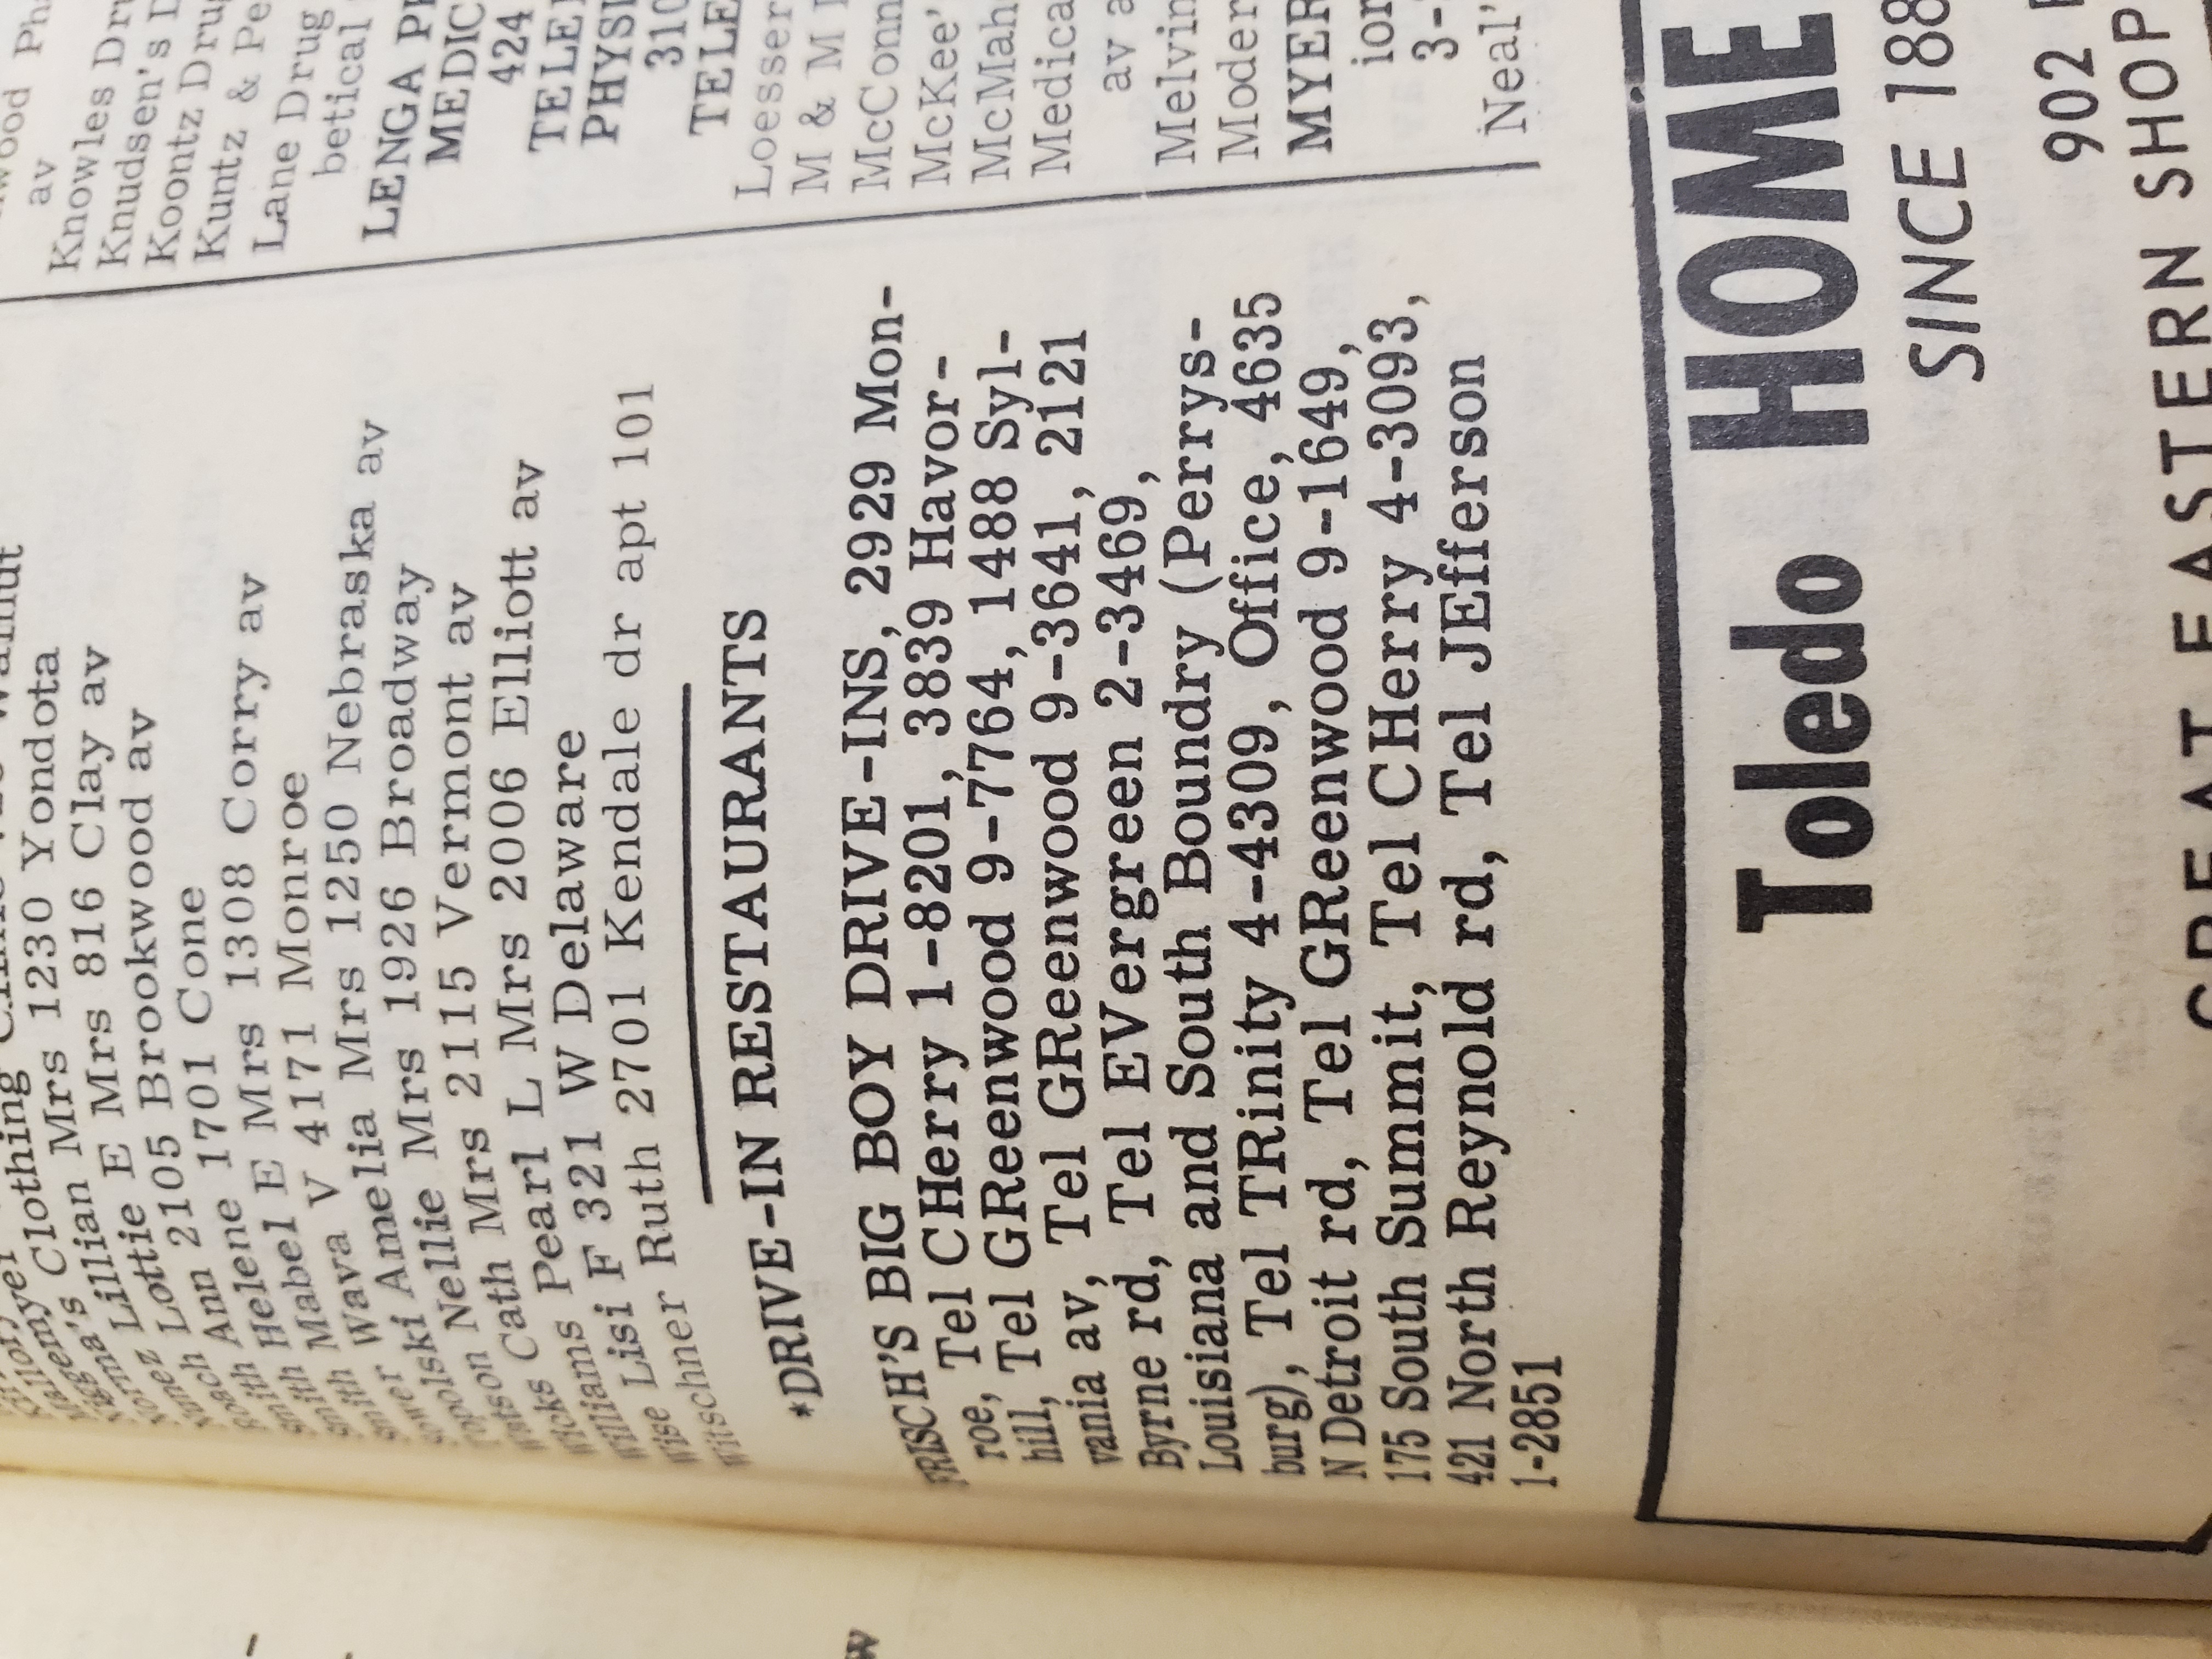 Clothing
Mrs 1230 Yondota
Lillian Mrs 816 Clay av
Lottie E 2105 Brookwood av
Ann 1701 Cone
Helene E Mrs 1308 Corry av
Mabel V 4171 Monroe
Wava Mrs 1250 Nebraska av
Amelia Mrs 1926 Broadway
Nellie Mrs 2115 Vermont av
Cath Mrs 2006 Elliott av
Pearl L
Williams F 321 W Delaware
Wise Lisi
Witschner Ruth 2701 Kendale dr apt 101
*DRIVE-IN RESTAURANTS
FRISCH'S BIG BOY DRIVE-INS, 2929 Mon-
roe, Tel CHerry 1-8201, 3839 Havor-
hill, Tel GReenwood 9-7764, 1488 Syl-
vania av, Tel GReenwood 9-3641, 2121
Byrne rd, Tel EVergreen 2-3469,
Louisiana and South Boundry (Perrys-
burg), Tel TRinity 4-4309, Office, 4635
N Detroit rd, Tel GReenwood 9-1649,
175 South Summit, Tel CHerry 4-3093,
421 North Reynold rd, Tel JEfferson
1-2851
av
Knowles Dru
Knudsen's D
Koontz Drug
Kuntz & Pe
Lane Drug
betical
LENGA PH
MEDIC
424
TELE
PHYSI
310
TELE
Loesser
M & M
McConn
McKee'
McMah
Medica
av a
Melvin
Moder
MYER
ion
3-
Neal'
Toledo HOME
SINCE 188
902
GREAT EASTERN SHOP